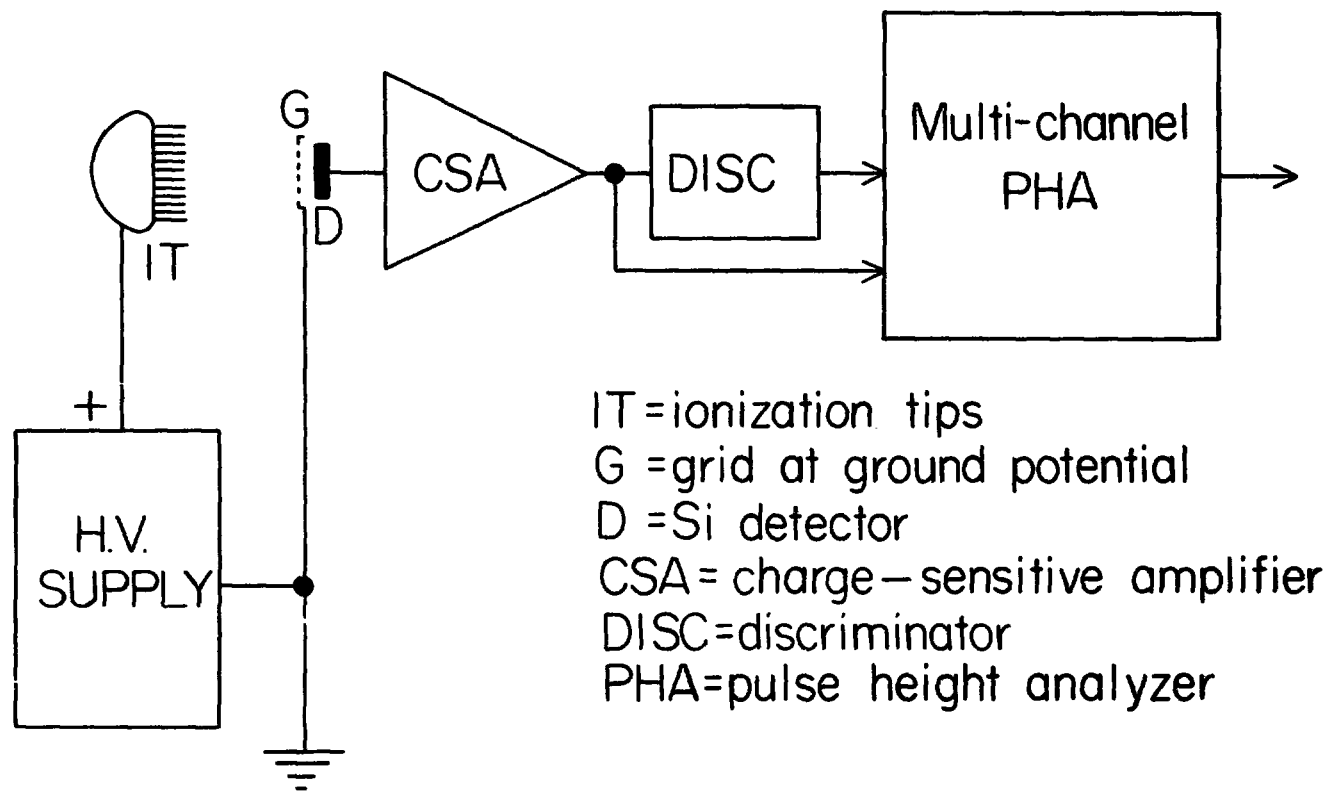 G
D
IT
+
H.V.
SUPPLY
CSA
DISC
Multi-channel
PHA
IT=ionization tips
G =grid at ground potential
D =Si detector
CSA= charge-sensitive amplifier
DISC=discriminator
PHA=pulse height analyzer